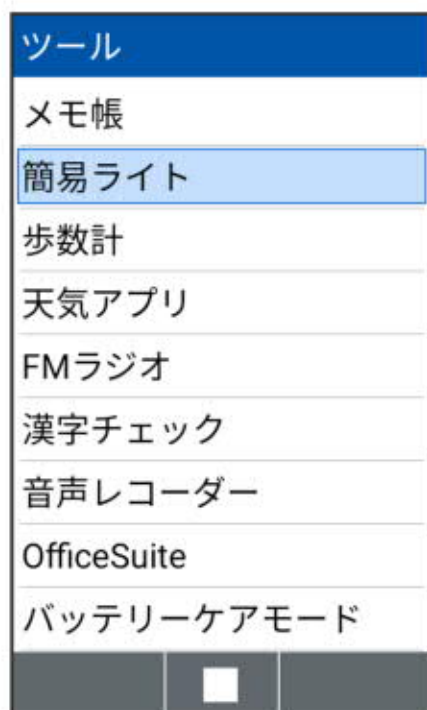 ツール
メモ帳
簡易ライト
歩数計
天気アプリ
FMラジオ
漢字チェック
音声レコーダー
OfficeSuite
バッテリーケアモード